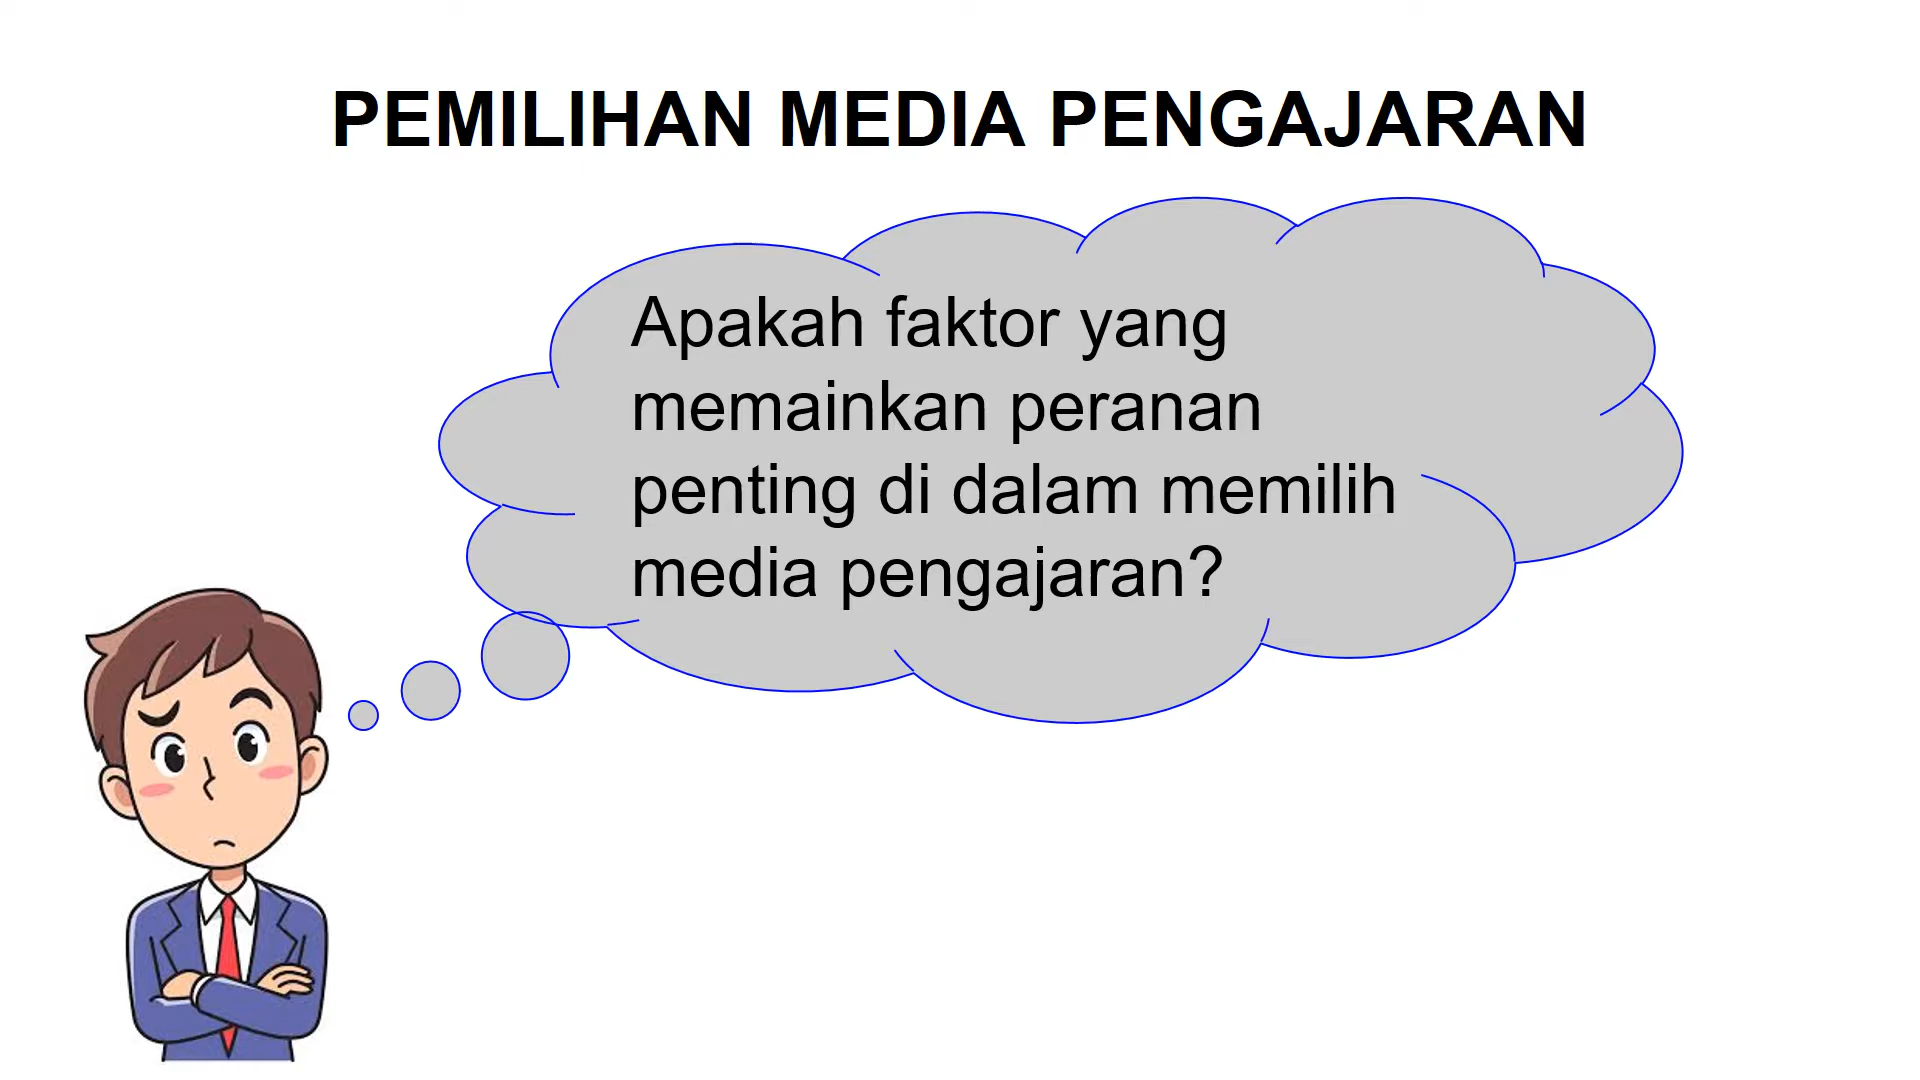 PEMILIHAN MEDIA PENGAJARAN
Apakah faktor yang
memainkan peranan
penting di dalam memilih
media pengajaran?